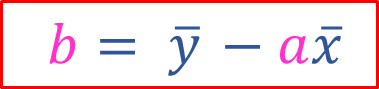 b = ȳ − ax̄